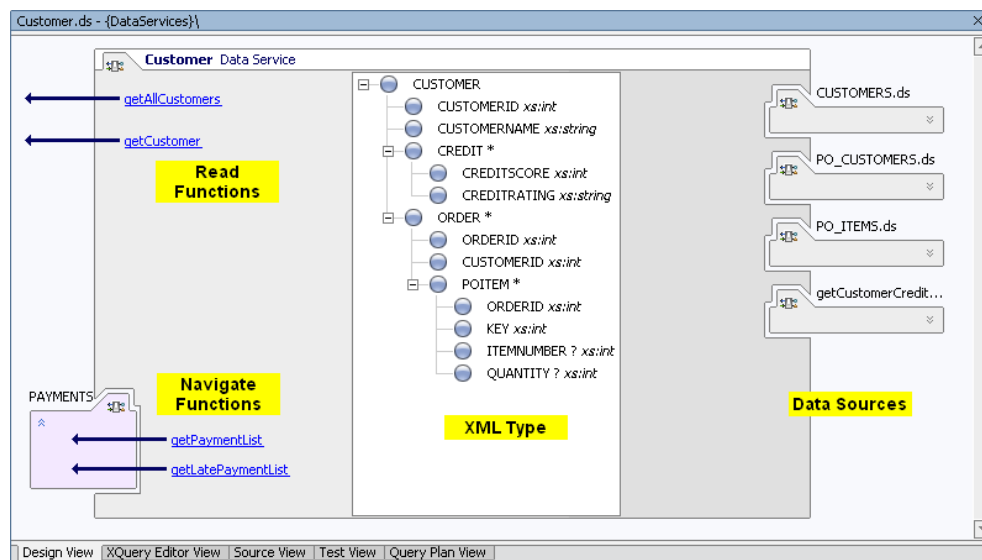 Customer.ds - {DataServices}\
Customer Data Service
getAllCustomers
getCustomer
Read
Functions
CUSTOMER
CUSTOMERID xs:int
CUSTOMERNAME xs:string
CREDIT *
CREDITSCORE xs:int
CREDITRATING xs:string
ORDER *
ORDERID xs:int
CUSTOMERID xs:int
POITEM *
ORDERID xs:int
KEY xs:int
ITEMNUMBER ? xs:int
QUANTITY ? xs:int
XML Type
CUSTOMERS.ds
PO_CUSTOMERS.ds
PO_ITEMS.ds
getCustomerCredit...
Data Sources
Navigate
Functions
PAYMENTS
getPaymentList
getLatePaymentList
Design View XQuery Editor View Source View Test View Query Plan View